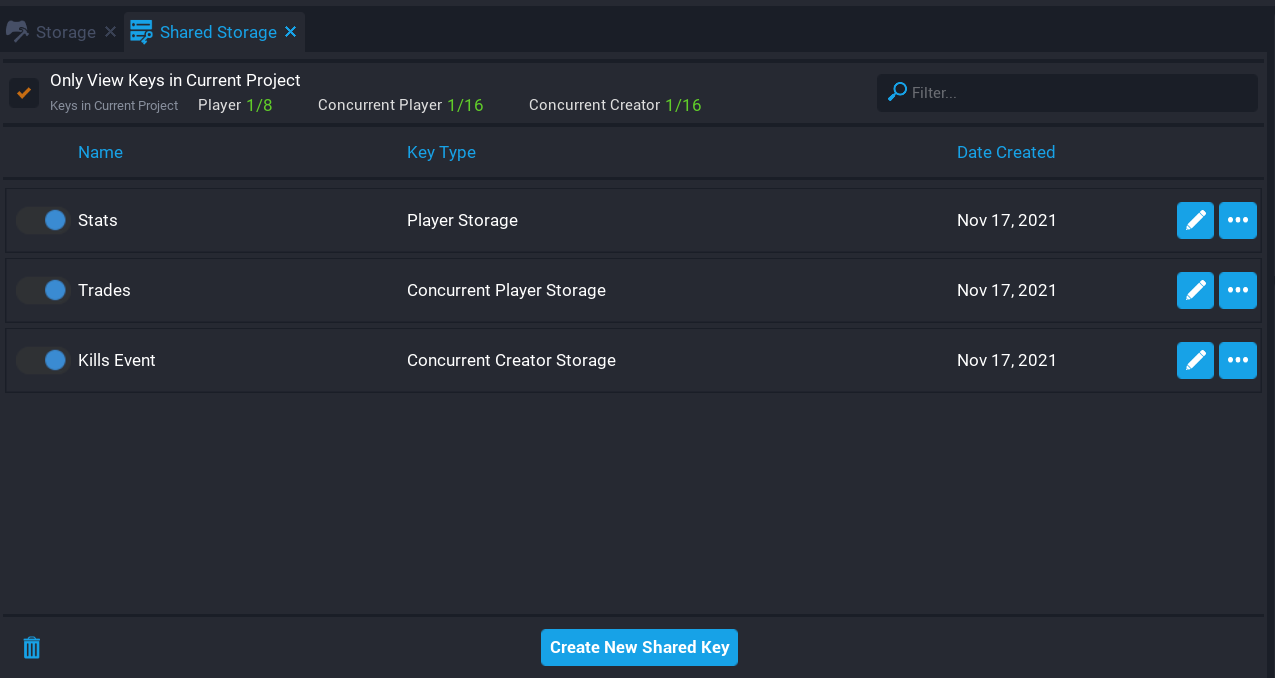 Storage Shared Storage
Only View Keys in Current Project
Keys in Current Project Player 1/8 Concurrent Player 1/16 Concurrent Creator 1/16
Filter...
Name Key Type Date Created
Stats Player Storage Nov 17, 2021
Trades Concurrent Player Storage Nov 17, 2021
Kills Event Concurrent Creator Storage Nov 17, 2021
Create New Shared Key